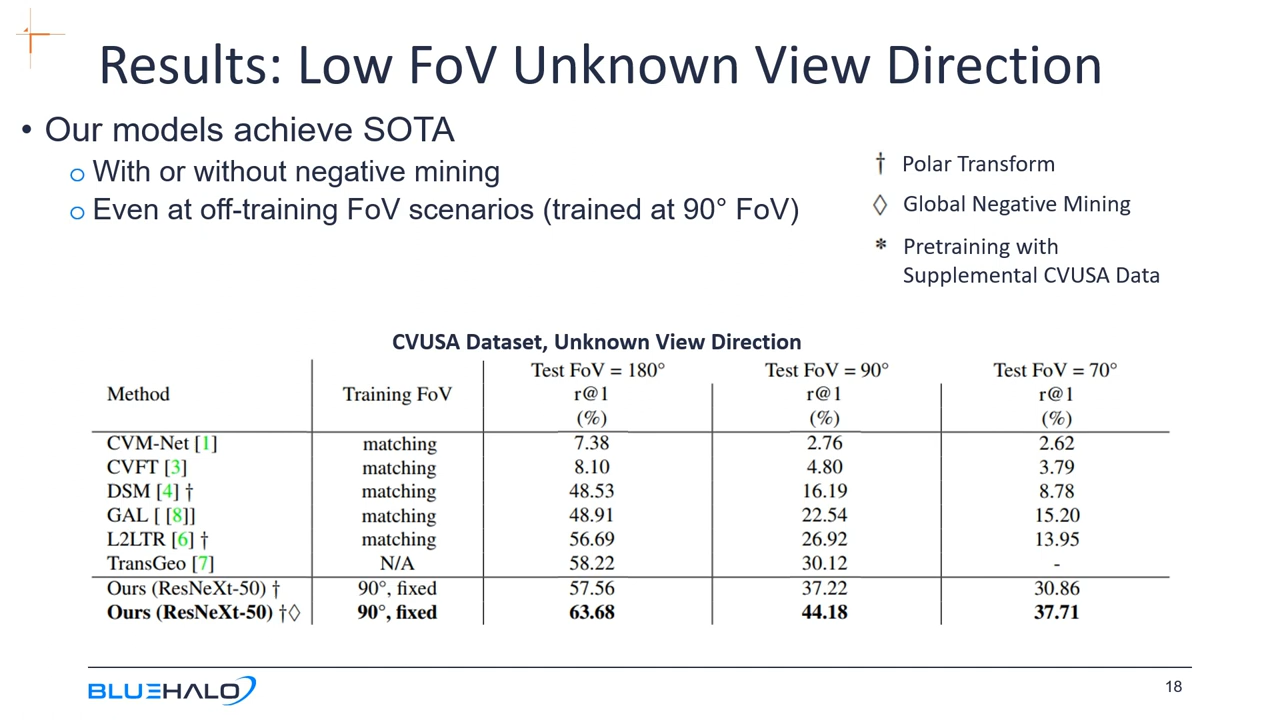 Results: Low FoV Unknown View Direction
• Our models achieve SOTA
o With or without negative mining
o Even at off-training FoV scenarios (trained at 90° FoV)
† Polar Transform
◊ Global Negative Mining
* Pretraining with
Supplemental CVUSA Data
CVUSA Dataset, Unknown View Direction
Test FoV = 180° Test FoV = 90° Test FoV = 70°
Method Training FoV r@1 r@1 r@1
(%) (%) (%)
CVM-Net [1] matching 7.38 2.76 2.62
CVFT [3] matching 8.10 4.80 3.79
DSM [4] † matching 48.53 16.19 8.78
GAL [ [8]] matching 48.91 22.54 15.20
L2LTR [6] † matching 56.69 26.92 13.95
TransGeo [7] N/A 58.22 30.12 -
Ours (ResNeXt-50) † 90°, fixed 57.56 37.22 30.86
Ours (ResNeXt-50) †◊ 90°, fixed 63.68 44.18 37.71
BLUEHALO
18